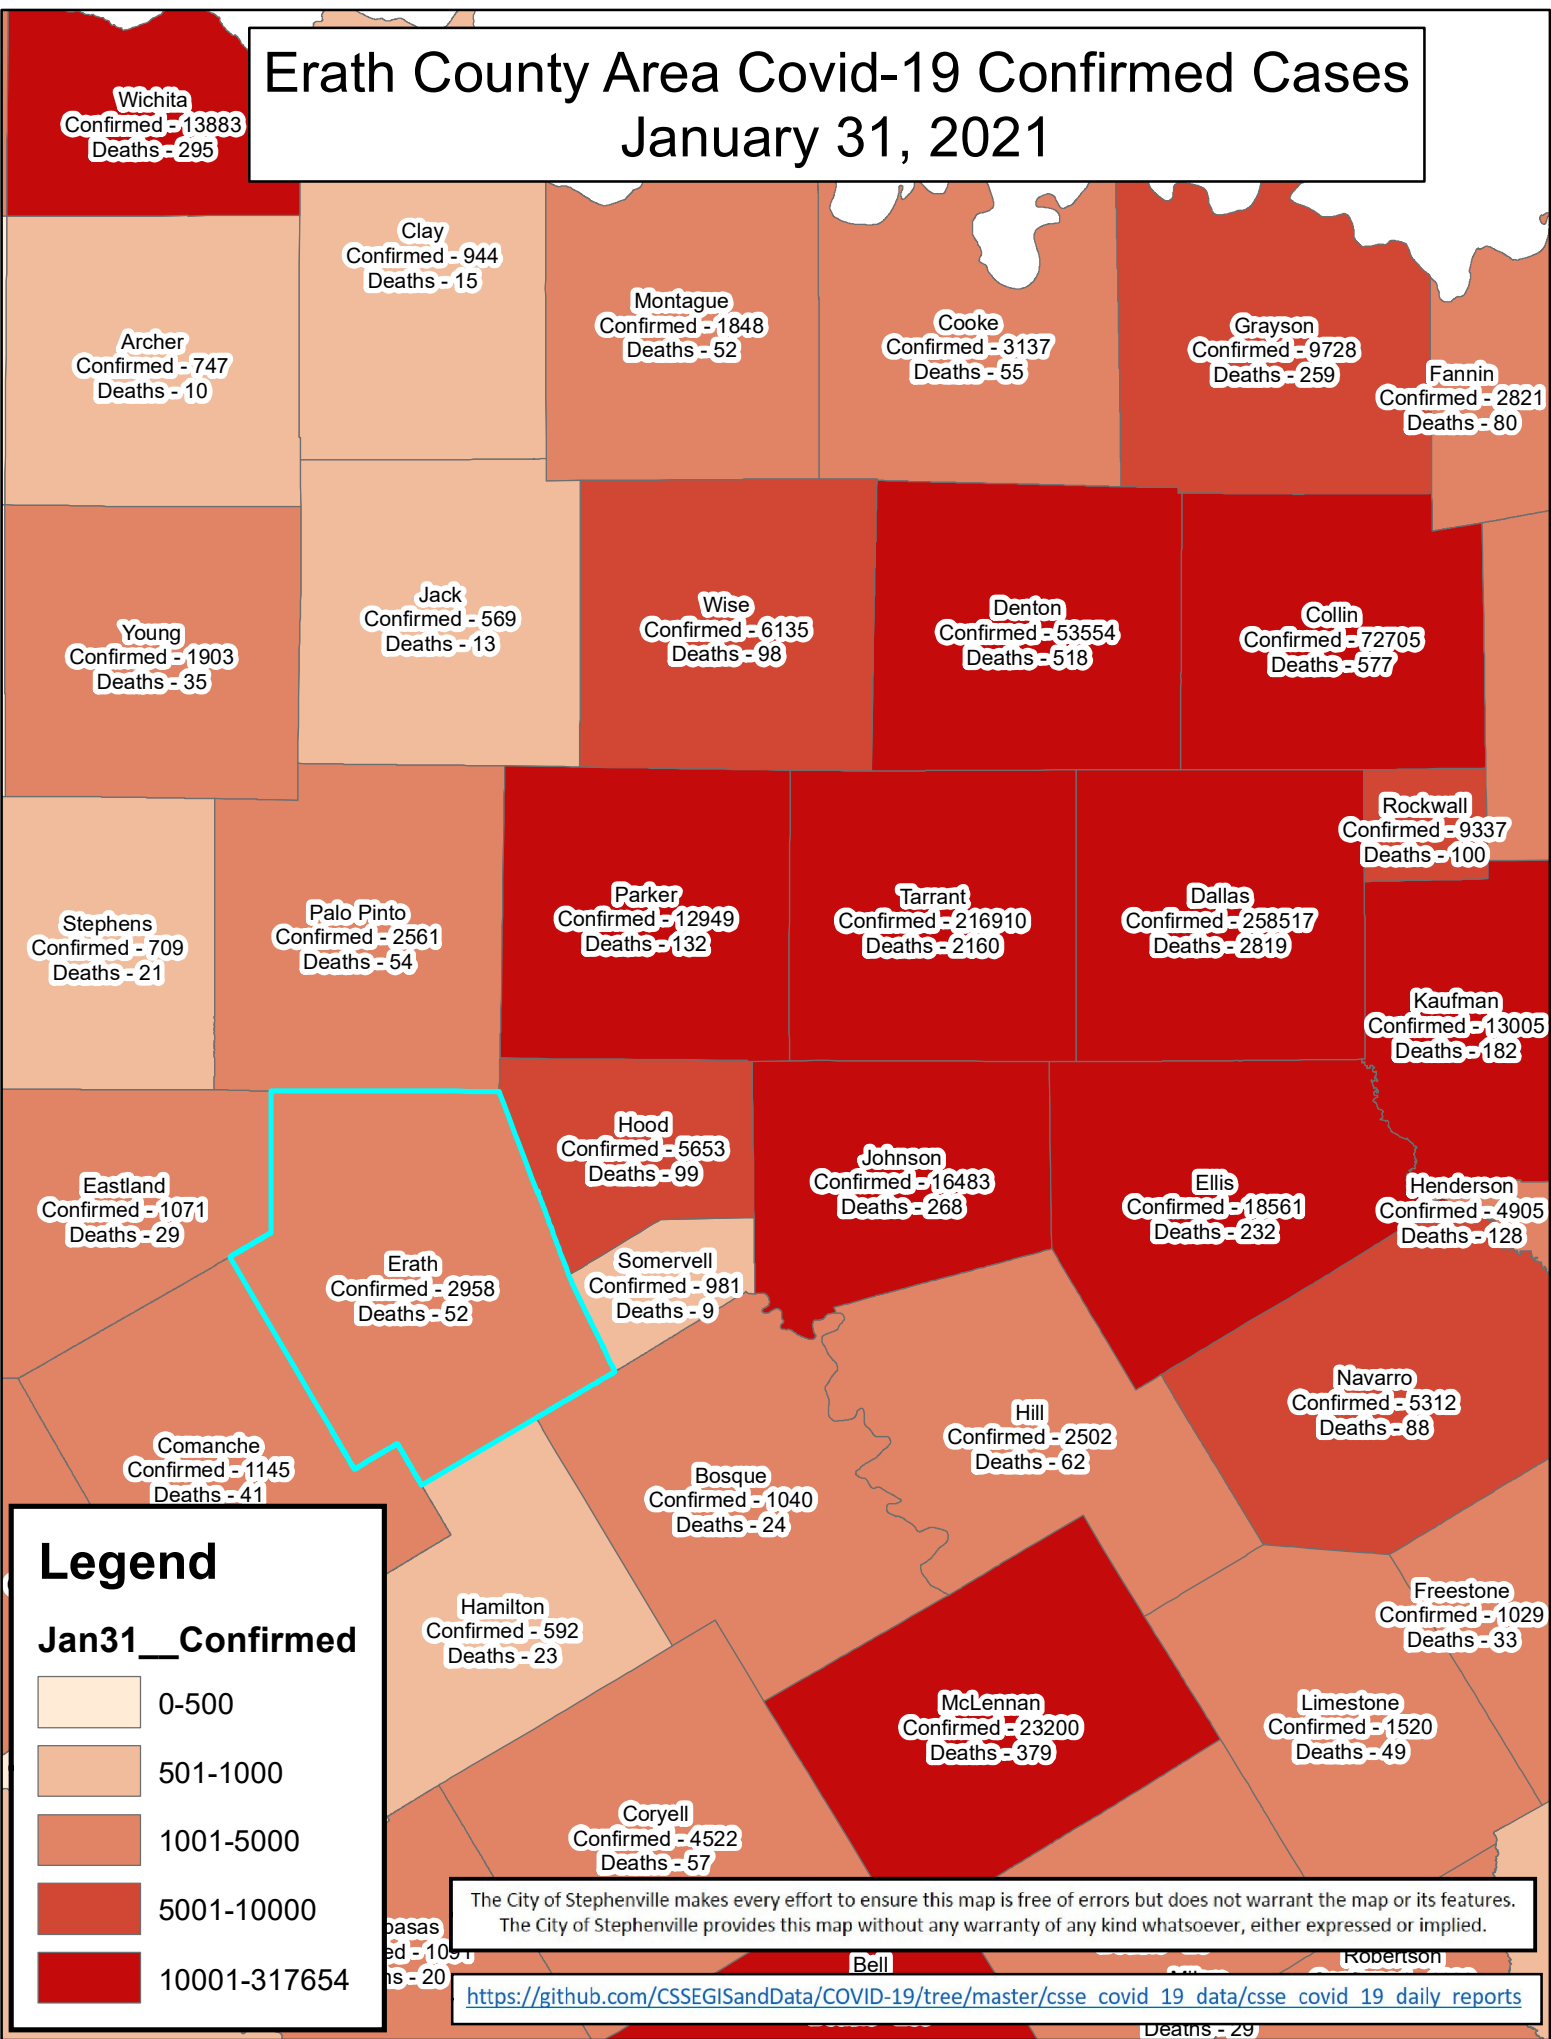 Erath County Area Covid-19 Confirmed Cases
January 31, 2021
Wichita
Confirmed - 13883
Deaths - 295
Clay
Confirmed - 944
Deaths - 15
Montague
Confirmed - 1848
Deaths - 52
Cooke
Confirmed - 3137
Deaths - 55
Grayson
Confirmed - 9728
Deaths - 259
Fannin
Confirmed - 2821
Deaths - 80
Archer
Confirmed - 747
Deaths - 10
Young
Confirmed - 1903
Deaths - 35
Jack
Confirmed - 569
Deaths - 13
Wise
Confirmed - 6135
Deaths - 98
Denton
Confirmed - 53554
Deaths - 518
Collin
Confirmed - 72705
Deaths - 577
Rockwall
Confirmed - 9337
Deaths - 100
Stephens
Confirmed - 709
Deaths - 21
Palo Pinto
Confirmed - 2561
Deaths - 54
Parker
Confirmed - 12949
Deaths - 132
Tarrant
Confirmed - 216910
Deaths - 2160
Dallas
Confirmed - 258517
Deaths - 2819
Kaufman
Confirmed - 13005
Deaths - 182
Eastland
Confirmed - 1071
Deaths - 29
Erath
Confirmed - 2958
Deaths - 52
Hood
Confirmed - 5653
Deaths - 99
Somervell
Confirmed - 981
Deaths - 9
Johnson
Confirmed - 16483
Deaths - 268
Ellis
Confirmed - 18561
Deaths - 232
Henderson
Confirmed - 4905
Deaths - 128
Comanche
Confirmed - 1145
Deaths - 41
Hamilton
Confirmed - 592
Deaths - 23
Bosque
Confirmed - 1040
Deaths - 24
Hill
Confirmed - 2502
Deaths - 62
Navarro
Confirmed - 5312
Deaths - 88
Freestone
Confirmed - 1029
Deaths - 33
McLennan
Confirmed - 23200
Deaths - 379
Limestone
Confirmed - 1520
Deaths - 49
Coryell
Confirmed - 4522
Deaths - 57
Legend
Jan31__Confirmed
0-500
501-1000
1001-5000
5001-10000
10001-317654
pasas
ed - 1091
hs - 20
The City of Stephenville makes every effort to ensure this map is free of errors but does not warrant the map or its features.
The City of Stephenville provides this map without any warranty of any kind whatsoever, either expressed or implied.
Bell
Robertson
https://github.com/CSSEGISandData/COVID-19/tree/master/csse_covid_19_data/csse_covid_19_daily_reports
Deaths - 29